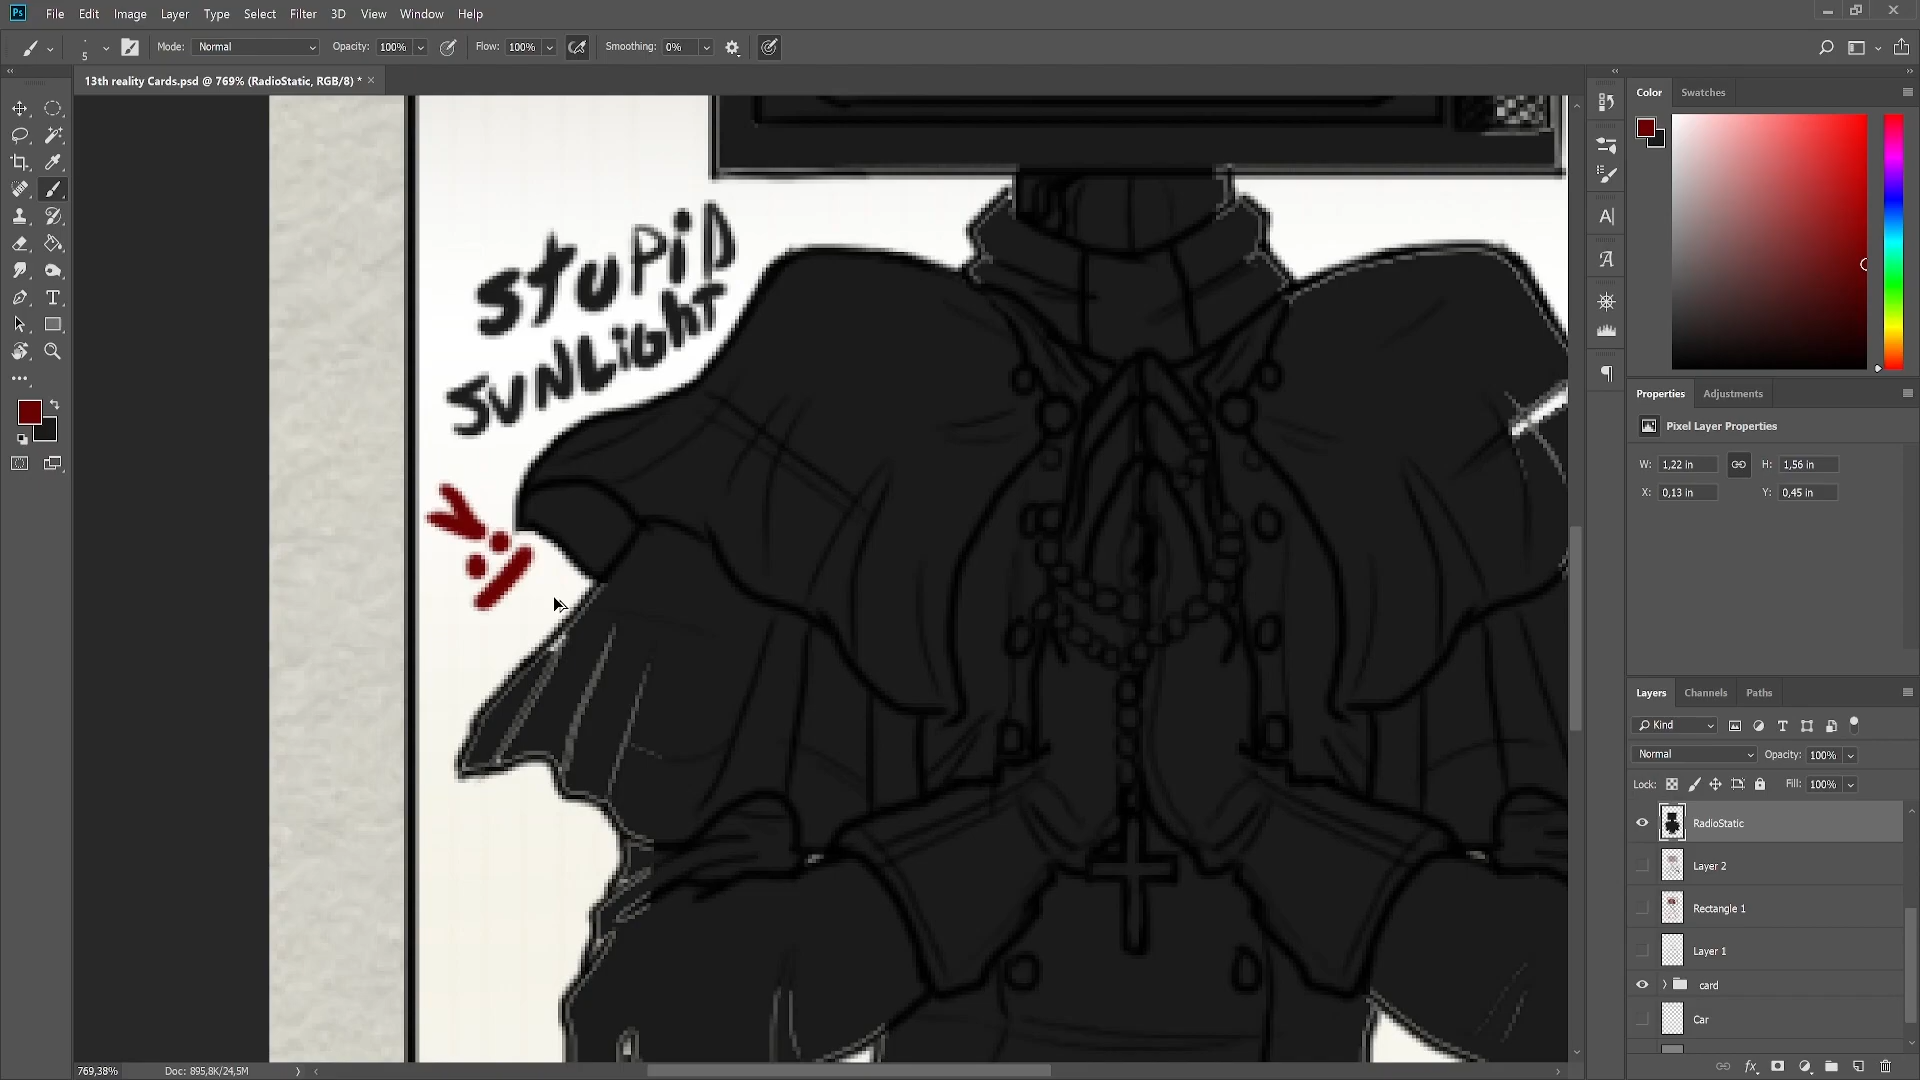 Ps File Edit Image Layer Type Select Filter 3D View Window Help
5 Mode: Normal Opacity: 100% Flow: 100% Smoothing: 0%
13th reality Cards.psd @ 769% (RadioStatic, RGB/8) * ×
STUPID
SUNLIGHT
Color Swatches
Properties Adjustments
Pixel Layer Properties
W: 1,22 in H: 1,56 in
X: 0,13 in Y: 0,45 in
Layers Channels Paths
Kind
Normal Opacity: 100%
Lock: Fill: 100%
RadioStatic
Layer 2
Rectangle 1
Layer 1
card
Car
769,38% Doc: 895,8K/24,5M